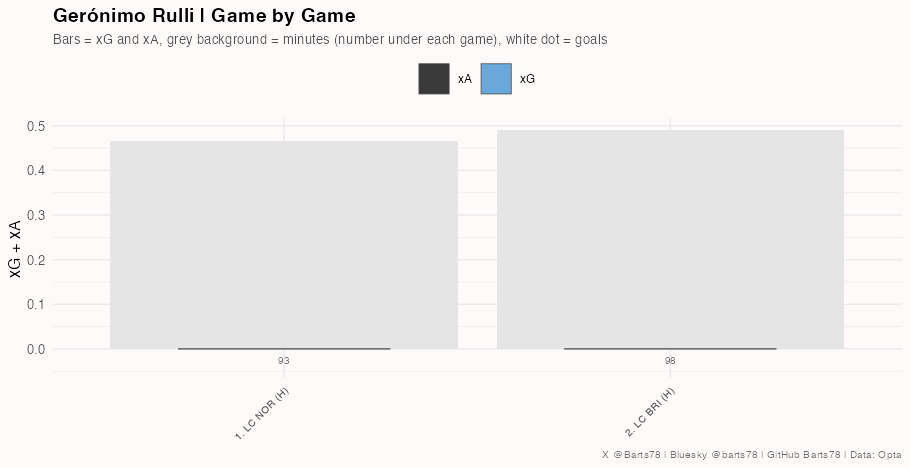 Gerónimo Rulli | Game by Game
Bars = xG and xA, grey background = minutes (number under each game), white dot = goals
xA xG
xG + xA
0.5
0.4
0.3
0.2
0.1
0.0
93 98
1. LC NOR (H) 2. LC BRI (H)
X @Barts78 | Bluesky @barts78 | GitHub Barts78 | Data: Opta